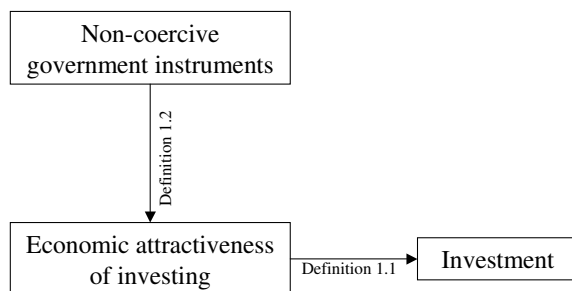 Non-coercive
government instruments
Definition 1.2
Economic attractiveness
of investing
Definition 1.1
Investment